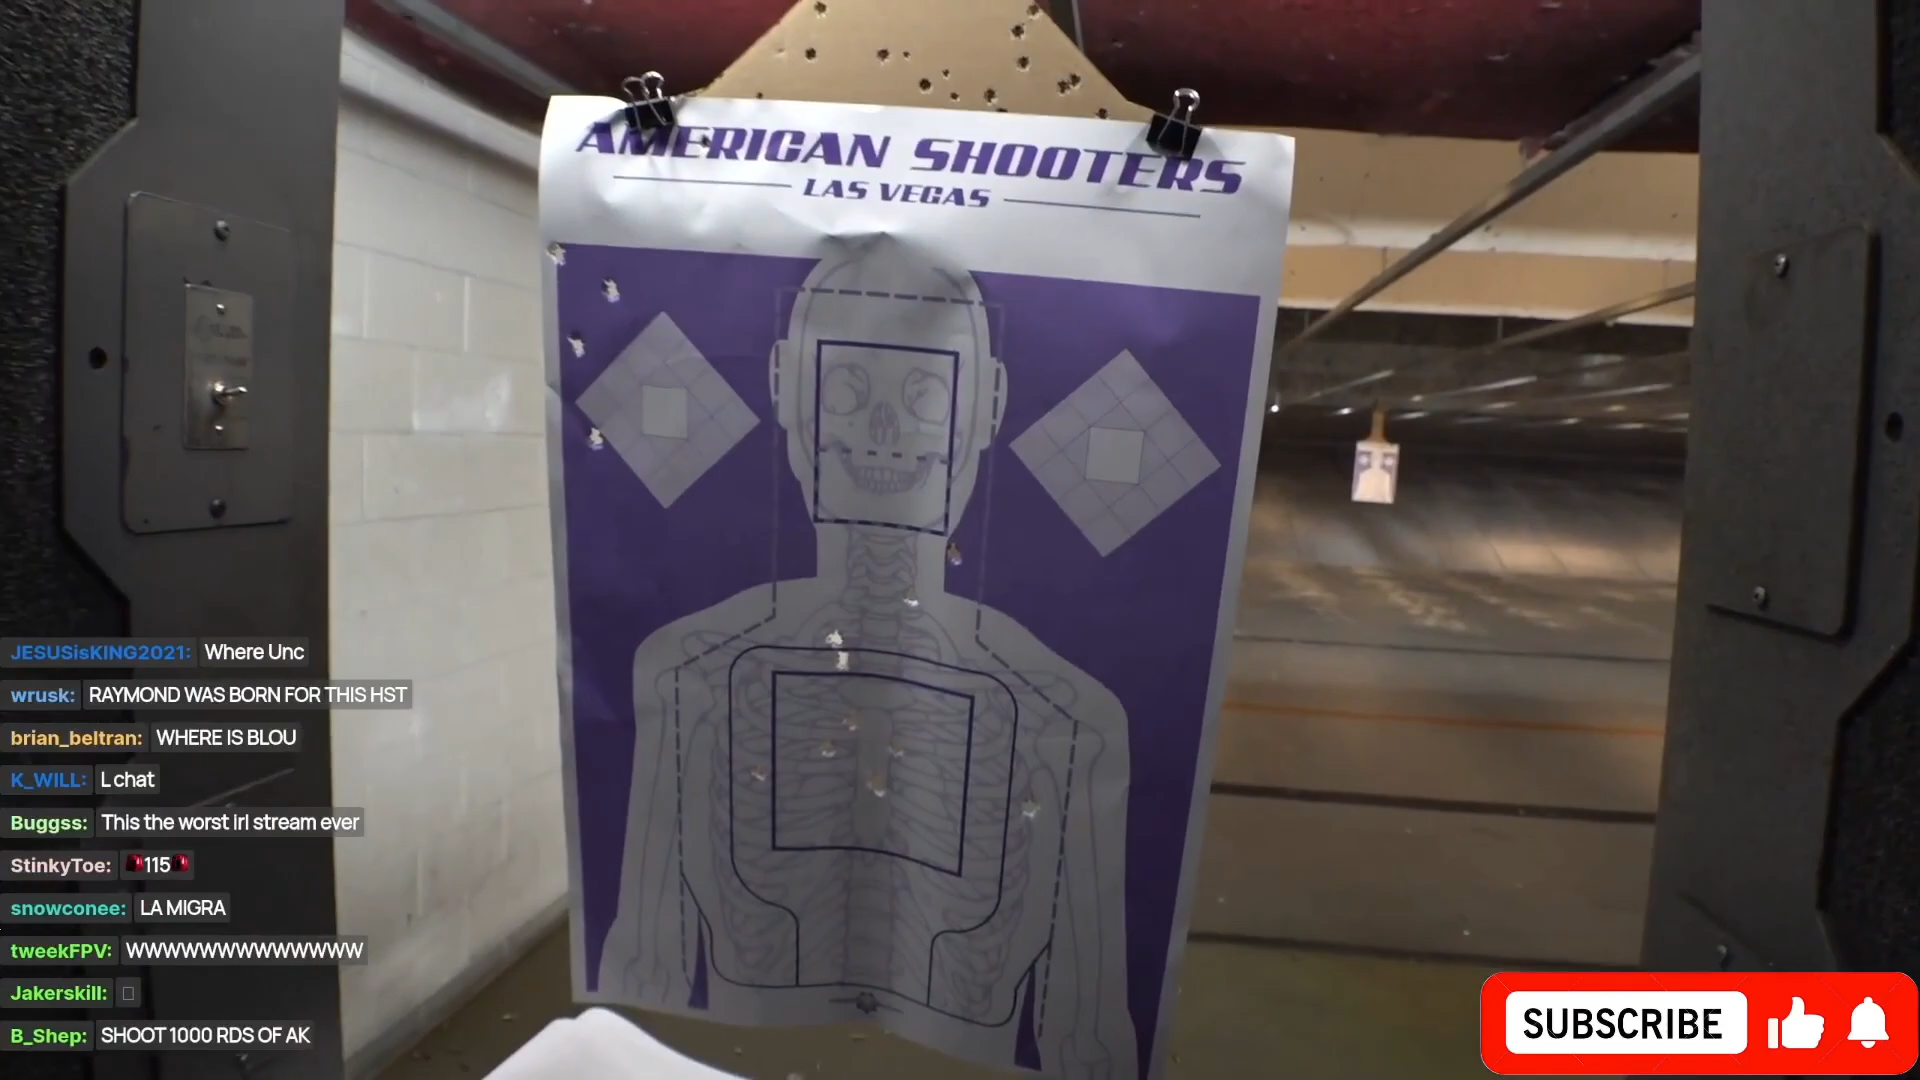 AMERICAN SHOOTERS
LAS VEGAS
JESUSisKING2021: Where Unc
wrusk: RAYMOND WAS BORN FOR THIS HST
brian_beltran: WHERE IS BLOU
K_WILL: L chat
Buggss: This the worst irl stream ever
StinkyToe: 115
snowconee: LA MIGRA
tweekFPV: WWWWWWWWWWWWW
Jakerskill:
B_Shep: SHOOT 1000 RDS OF AK
SUBSCRIBE